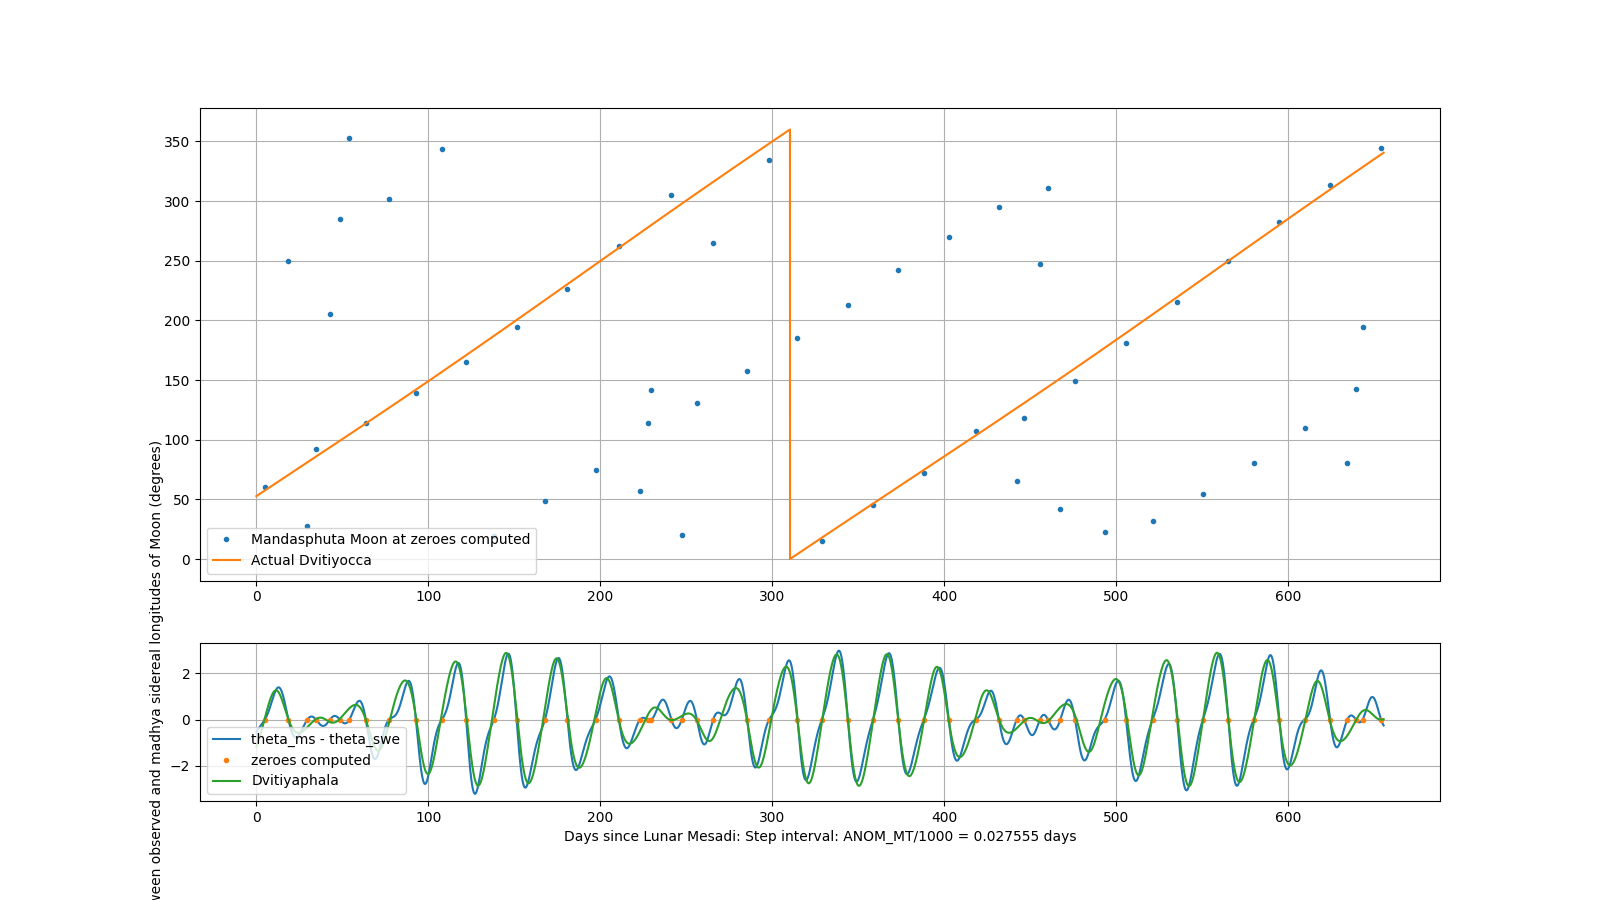 350
300
250
200
150
100
50
0
Mandasphuta Moon at zeroes computed
Actual Dvitiyocca
0 100 200 300 400 500 600
2
0
−2
theta_ms - theta_swe
zeroes computed
Dvitiyaphala
0 100 200 300 400 500 600
Days since Lunar Mesadi: Step interval: ANOM_MT/1000 = 0.027555 days
ween observed and madhya sidereal longitudes of Moon (degrees)